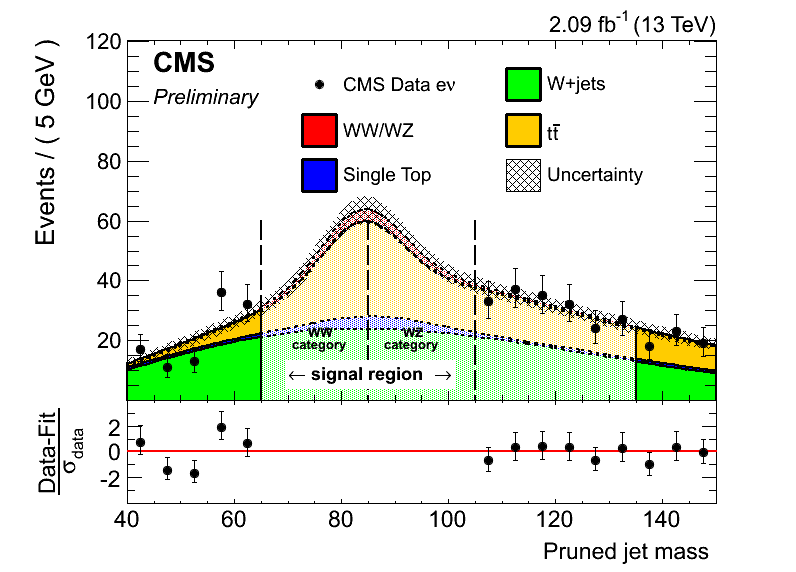 2.09 fb⁻¹ (13 TeV)
Events / ( 5 GeV )
120
100
80
60
40
20
CMS
Preliminary
CMS Data eν
WW/WZ
Single Top
W+jets
tt̄
Uncertainty
WW category
WZ category
← signal region →
Data-Fit
σdata
2
0
-2
40 60 80 100 120 140
Pruned jet mass